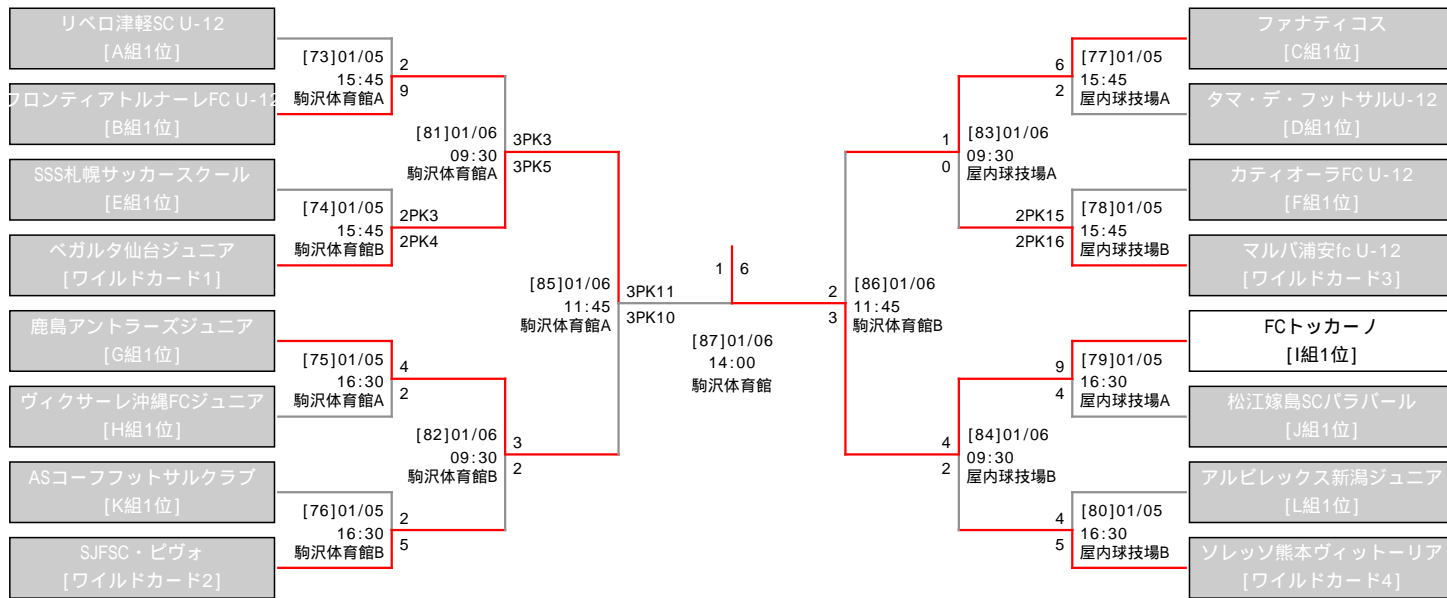 リベロ津軽SC U-12
[A組1位]
フロンティアトルナーレFC U-12
[B組1位]
SSS札幌サッカースクール
[E組1位]
ベガルタ仙台ジュニア
[ワイルドカード1]
鹿島アントラーズジュニア
[G組1位]
ヴィクサーレ沖縄FCジュニア
[H組1位]
ASコーフフットサルクラブ
[K組1位]
SJFSC・ピヴォ
[ワイルドカード2]
[73]01/05
15:45
駒沢体育館A
2
9
[74]01/05
15:45
駒沢体育館B
2PK3
2PK4
[75]01/05
16:30
駒沢体育館A
4
2
[76]01/05
16:30
駒沢体育館B
2
5
[81]01/06
09:30
駒沢体育館A
3PK3
3PK5
[82]01/06
09:30
駒沢体育館B
3
2
[85]01/06
11:45
駒沢体育館A
3PK11
3PK10
1
6
[87]01/06
14:00
駒沢体育館
2
3
[86]01/06
11:45
駒沢体育館B
1
0
[83]01/06
09:30
屋内球技場A
4
2
[84]01/06
09:30
屋内球技場B
6
2
[77]01/05
15:45
屋内球技場A
2PK15
2PK16
[78]01/05
15:45
屋内球技場B
9
4
[79]01/05
16:30
屋内球技場A
4
5
[80]01/05
16:30
屋内球技場B
ファナティコス
[C組1位]
タマ・デ・フットサルU-12
[D組1位]
カティオーラFC U-12
[F組1位]
マルバ浦安fc U-12
[ワイルドカード3]
FCトッカーノ
[I組1位]
松江嫁島SCパラバール
[J組1位]
アルビレックス新潟ジュニア
[L組1位]
ソレッソ熊本ヴィットーリア
[ワイルドカード4]